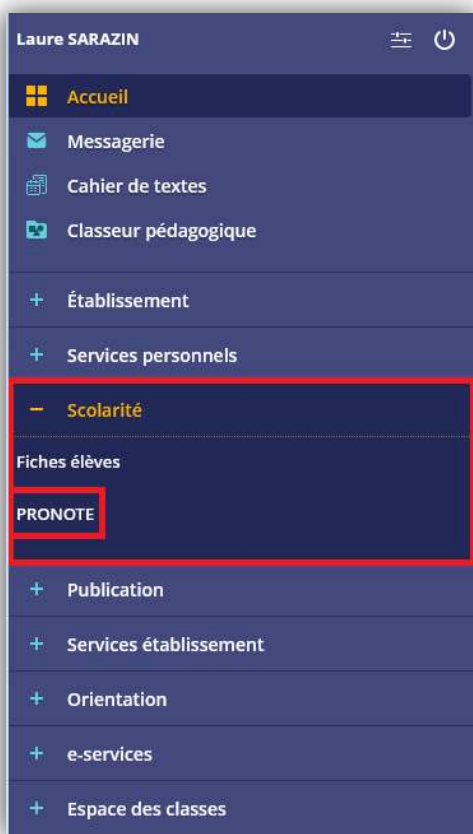 Laure SARAZIN
Accueil
Messagerie
Cahier de textes
Classeur pédagogique
Établissement
Services personnels
Scolarité
Fiches élèves
PRONOTE
Publication
Services établissement
Orientation
e-services
Espace des classes